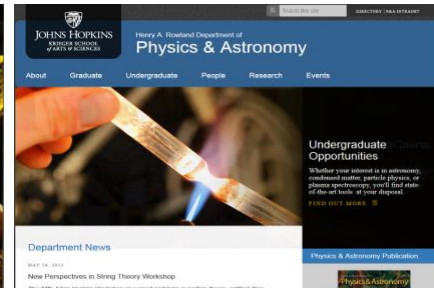 Search this site
DIRECTORY | P&A INTRANET
JOHNS HOPKINS
KRIEGER SCHOOL
of ARTS & SCIENCES
Henry A. Rowland Department of
Physics & Astronomy
About Graduate Undergraduate People Research Events
Undergraduate
Opportunities
Whether your interest is in astronomy,
condensed matter, particle physics, or
plasma spectroscopy, you'll find state-
of-the-art tools at your disposal.
FIND OUT MORE
Department News
Physics & Astronomy Publication
New Perspectives in String Theory Workshop
Physics&Astronomy